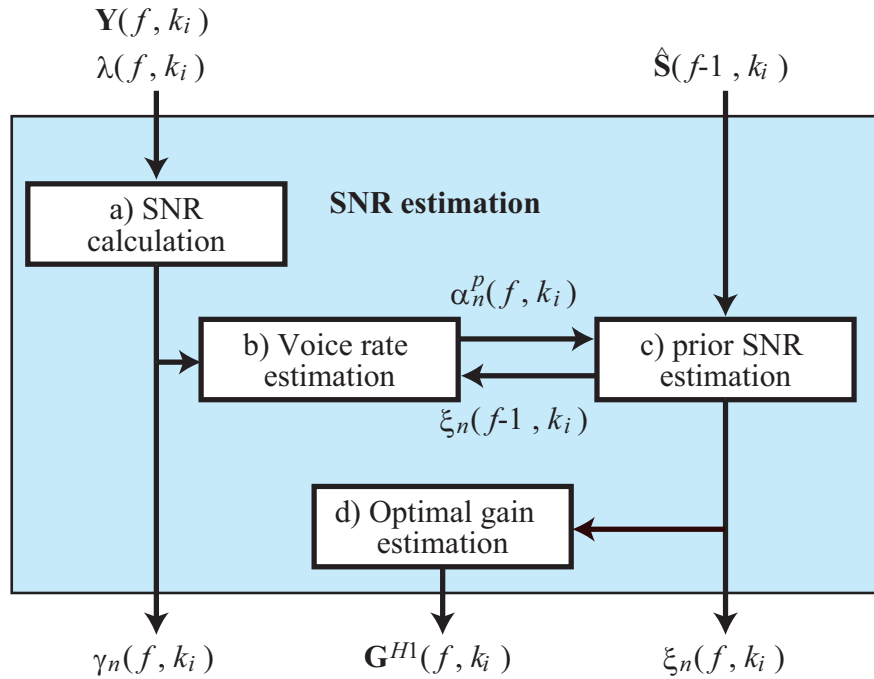 Y(f, k_i)
λ(f, k_i)
Ŝ(f-1, k_i)
a) SNR
calculation
SNR estimation
α_n^p(f, k_i)
b) Voice rate
estimation
c) prior SNR
estimation
ξ_n(f-1, k_i)
d) Optimal gain
estimation
γ_n(f, k_i)
G^{H1}(f, k_i)
ξ_n(f, k_i)